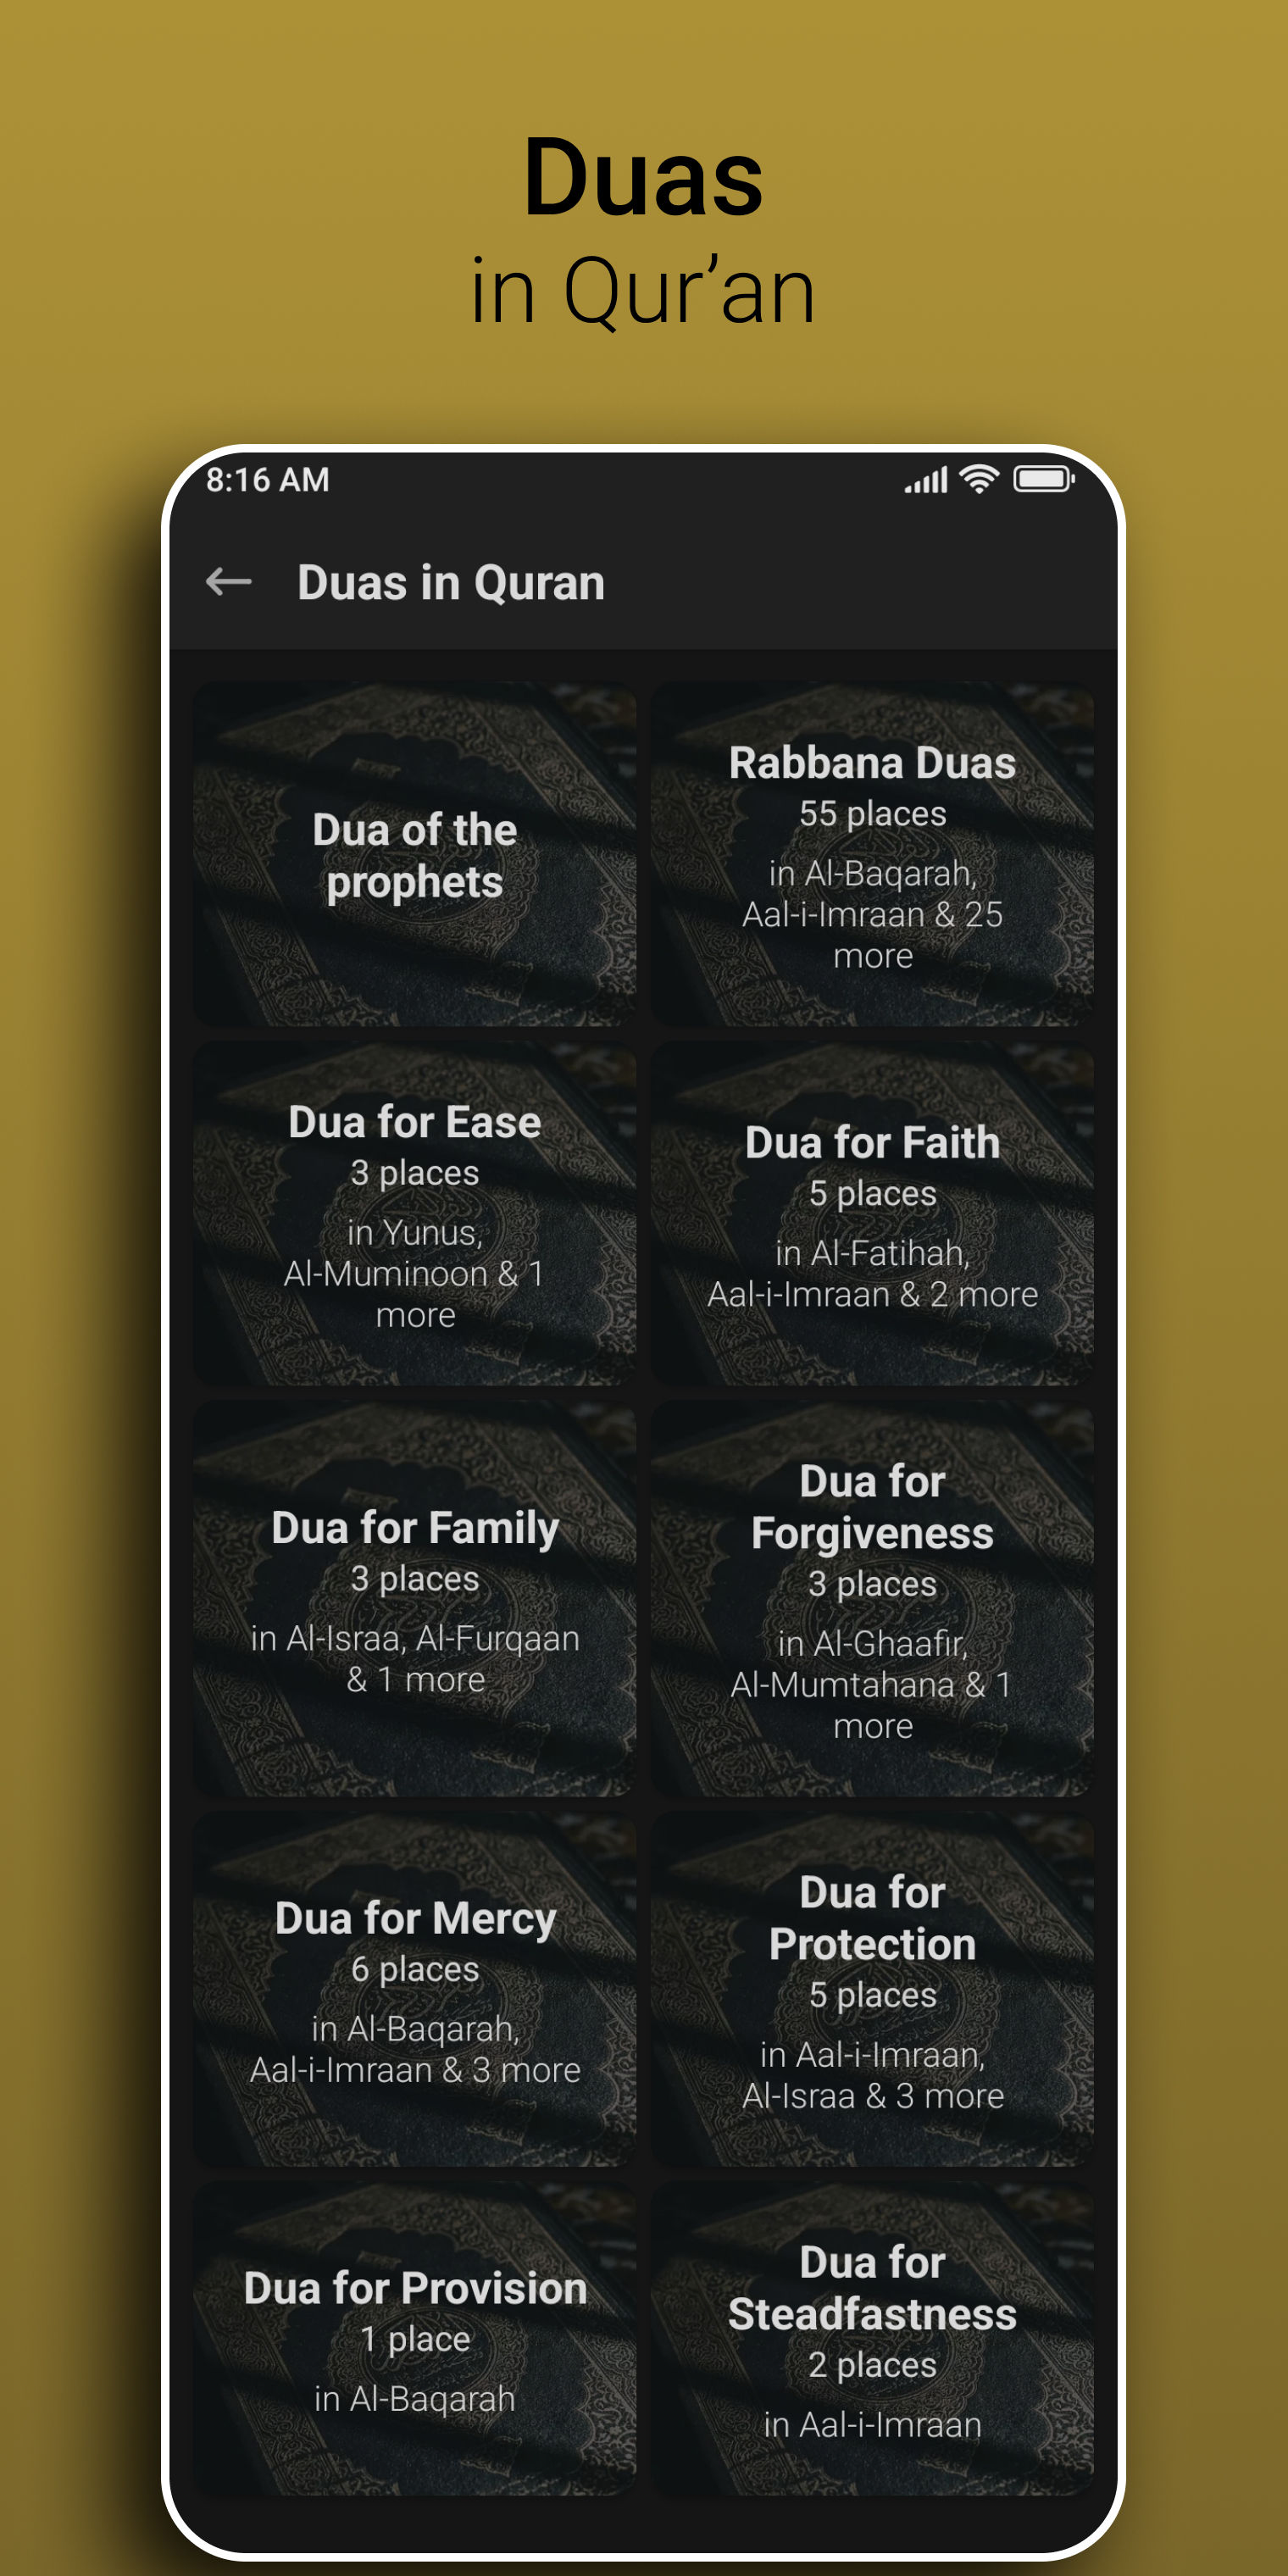 Duas
in Qur’an
8:16 AM
Duas in Quran
Dua of the
prophets
Rabbana Duas
55 places
in Al-Baqarah,
Aal-i-Imraan & 25
more
Dua for Ease
3 places
in Yunus,
Al-Muminoon & 1
more
Dua for Faith
5 places
in Al-Fatihah,
Aal-i-Imraan & 2 more
Dua for Family
3 places
in Al-Israa, Al-Furqaan
& 1 more
Dua for
Forgiveness
3 places
in Al-Ghaafir,
Al-Mumtahana & 1
more
Dua for Mercy
6 places
in Al-Baqarah,
Aal-i-Imraan & 3 more
Dua for
Protection
5 places
in Aal-i-Imraan,
Al-Israa & 3 more
Dua for Provision
1 place
in Al-Baqarah
Dua for
Steadfastness
2 places
in Aal-i-Imraan